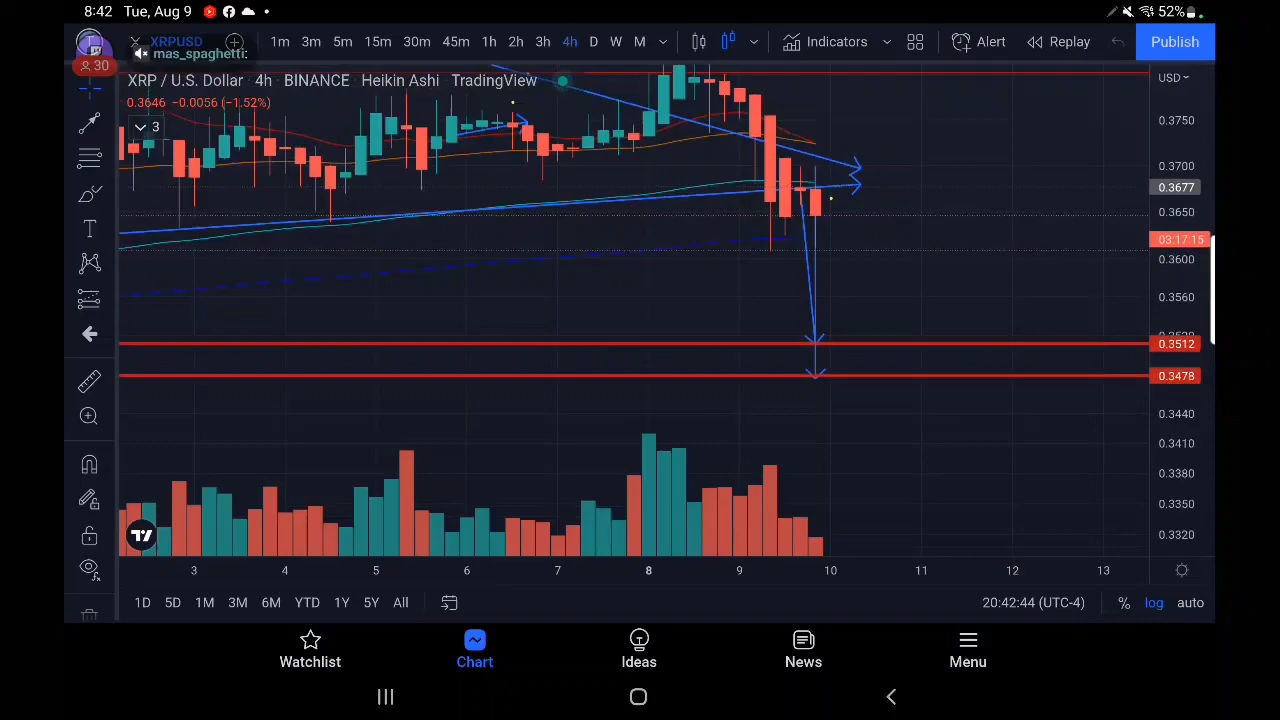 8:42 Tue, Aug 9 52%
XRPUSD 1m 3m 5m 15m 30m 45m 1h 2h 3h 4h D W M Indicators Alert Replay Publish
mas_spaghetti:
30
XRP / U.S. Dollar · 4h · BINANCE · Heikin Ashi · TradingView USD
0.3646 −0.0056 (−1.52%)
3
0.3750
0.3700
0.3677
0.3650
03:17:15
0.3600
0.3560
0.3520
0.3512
0.3478
0.3440
0.3410
0.3380
0.3350
0.3320
3 4 5 6 7 8 9 10 11 12 13
1D 5D 1M 3M 6M YTD 1Y 5Y All 20:42:44 (UTC-4) % log auto
Watchlist Chart Ideas News Menu